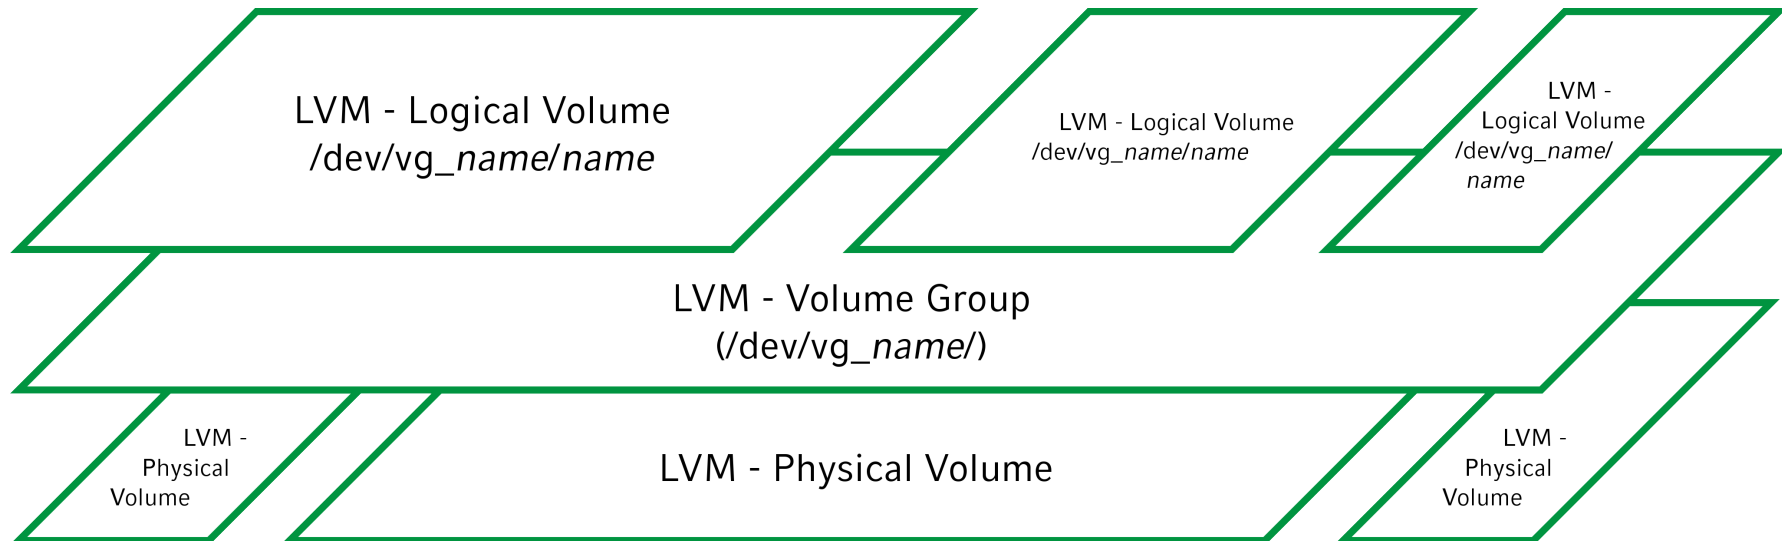 LVM - Logical Volume
/dev/vg_name/name
LVM - Logical Volume
/dev/vg_name/name
LVM -
Logical Volume
/dev/vg_name/
name
LVM - Volume Group
(/dev/vg_name/)
LVM -
Physical
Volume
LVM - Physical Volume
LVM -
Physical
Volume